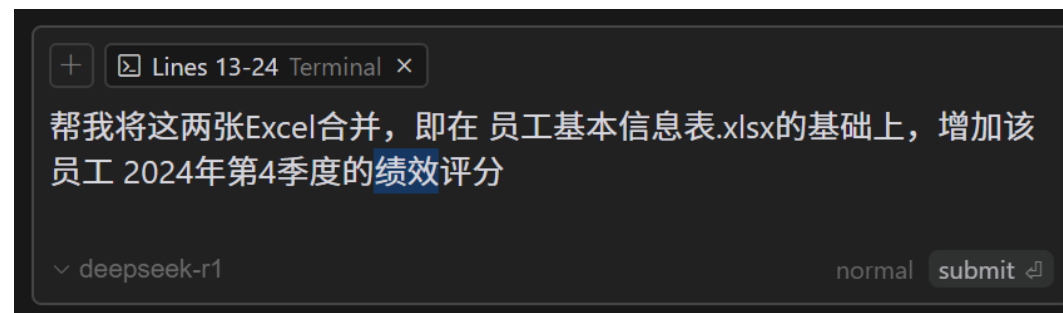 Lines 13-24 Terminal ×
帮我将这两张Excel合并，即在 员工基本信息表.xlsx的基础上，增加该
员工 2024年第4季度的绩效评分
deepseek-r1 normal submit